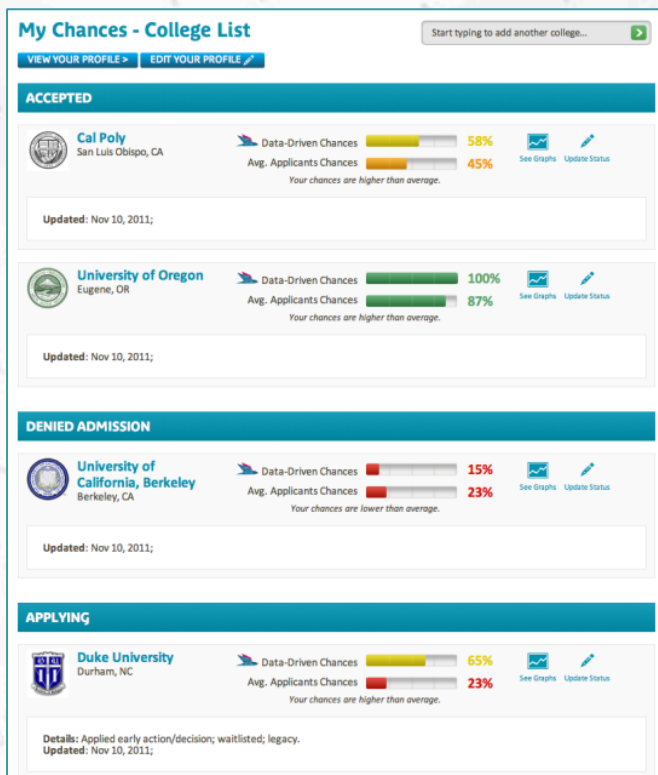 My Chances - College List
Start typing to add another college...
VIEW YOUR PROFILE >
EDIT YOUR PROFILE
ACCEPTED
Cal Poly
San Luis Obispo, CA
Data-Driven Chances 58%
Avg. Applicants Chances 45%
Your chances are higher than average.
See Graphs Update Status
Updated: Nov 10, 2011;
University of Oregon
Eugene, OR
Data-Driven Chances 100%
Avg. Applicants Chances 87%
Your chances are higher than average.
See Graphs Update Status
Updated: Nov 10, 2011;
DENIED ADMISSION
University of
California, Berkeley
Berkeley, CA
Data-Driven Chances 15%
Avg. Applicants Chances 23%
Your chances are lower than average.
See Graphs Update Status
Updated: Nov 10, 2011;
APPLYING
Duke University
Durham, NC
Data-Driven Chances 65%
Avg. Applicants Chances 23%
Your chances are higher than average.
See Graphs Update Status
Details: Applied early action/decision; waitlisted; legacy.
Updated: Nov 10, 2011;